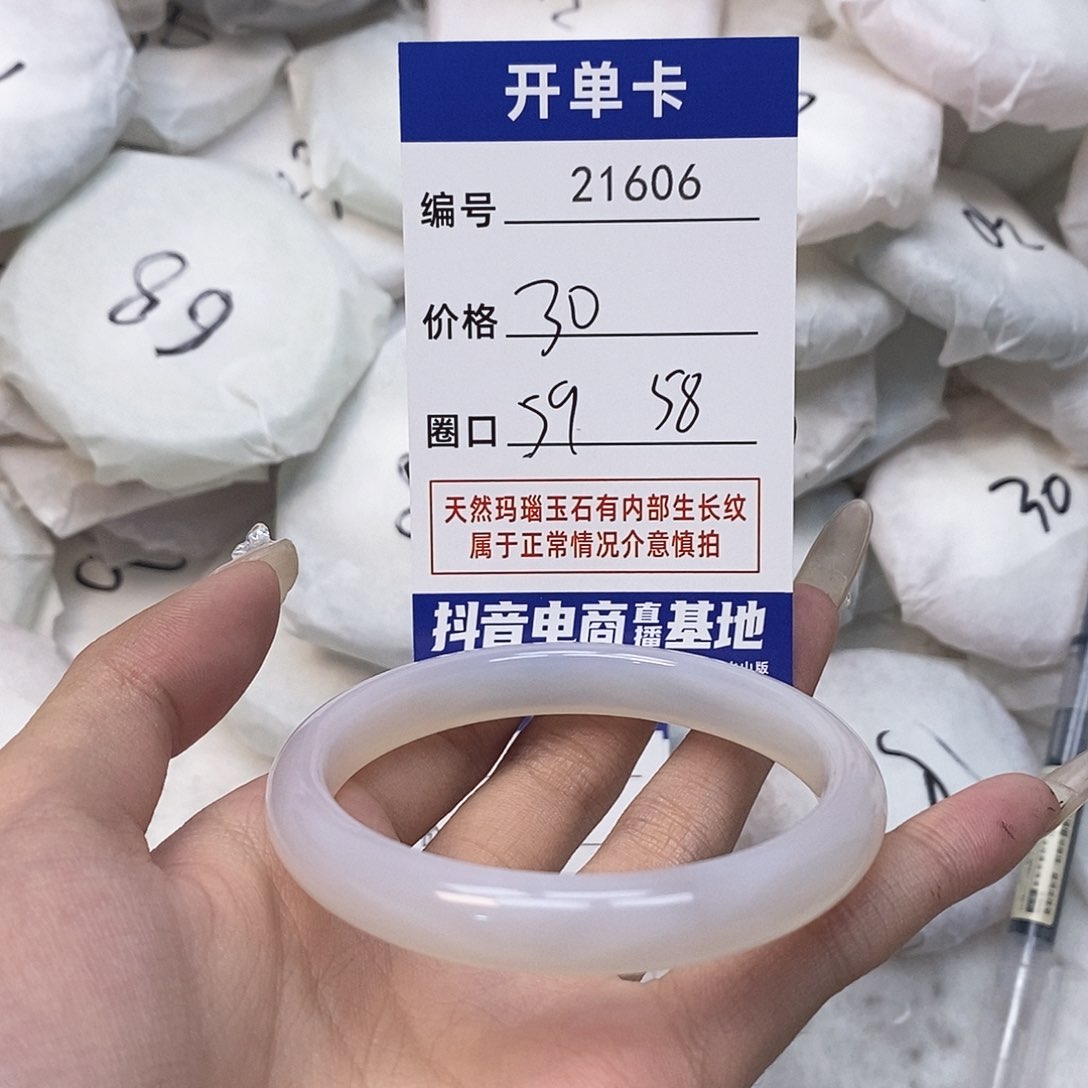 开单卡
编号 21606
价格 30
圈口 59 58
天然玛瑙玉石有内部生长纹
属于正常情况介意慎拍
抖音电商直播基地
山版
89
30